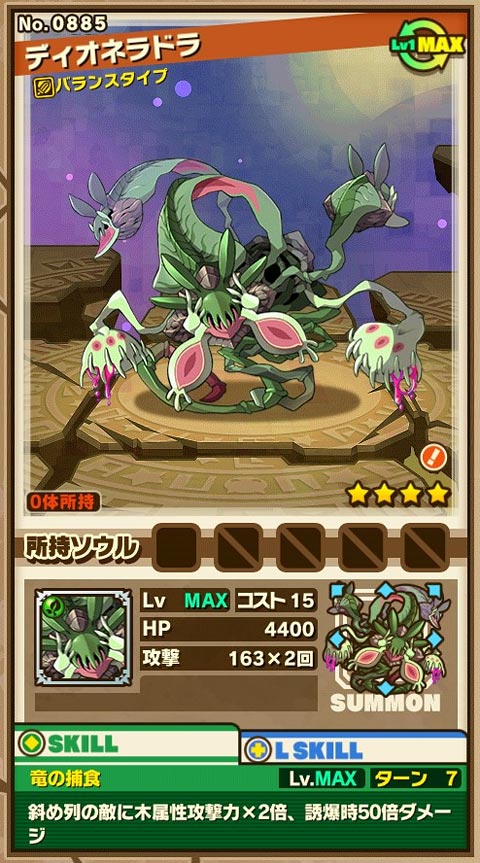 No.0885
ディオネラドラ
Lv1 MAX
バランスタイプ
0体所持
所持ソウル
Lv MAX コスト 15
HP 4400
攻撃 163×2回
SUMMON
SKILL
L SKILL
竜の捕食 Lv.MAX ターン 7
斜め列の敵に木属性攻撃力×2倍、誘爆時50倍ダメー
ジ